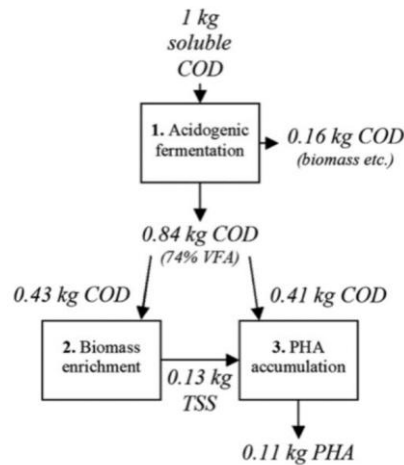 1 kg
soluble
COD
1. Acidogenic
fermentation
0.16 kg COD
(biomass etc.)
0.84 kg COD
(74% VFA)
0.43 kg COD
0.41 kg COD
2. Biomass
enrichment
0.13 kg
TSS
3. PHA
accumulation
0.11 kg PHA